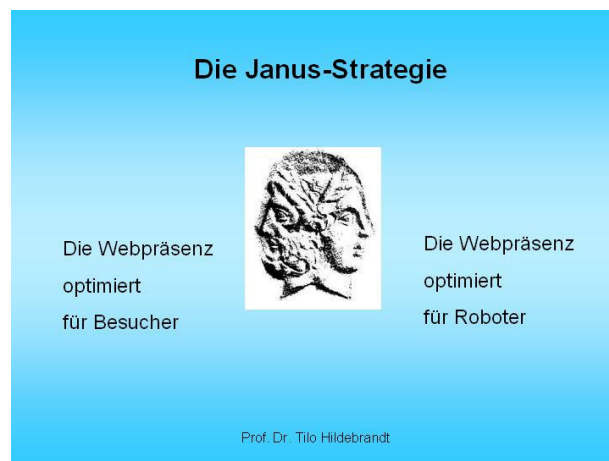 Die Janus-Strategie
Die Webpräsenz
optimiert
für Besucher
Die Webpräsenz
optimiert
für Roboter
Prof. Dr. Tilo Hildebrandt